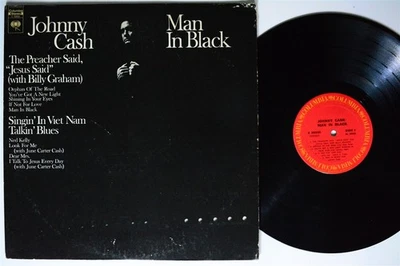 Johnny
Cash
Man
In Black
The Preacher Said,
"Jesus Said"
(with Billy Graham)
Orphan Of The Road
You've Got A New Light
Shining In Your Eyes
If Not For Love
Man In Black
Singin' In Viet Nam
Talkin' Blues
Ned Kelly
Look For Me
(with June Carter Cash)
Dear Mrs.
I Talk To Jesus Every Day
(with June Carter Cash)
JOHNNY CASH
MAN IN BLACK
COLUMBIA